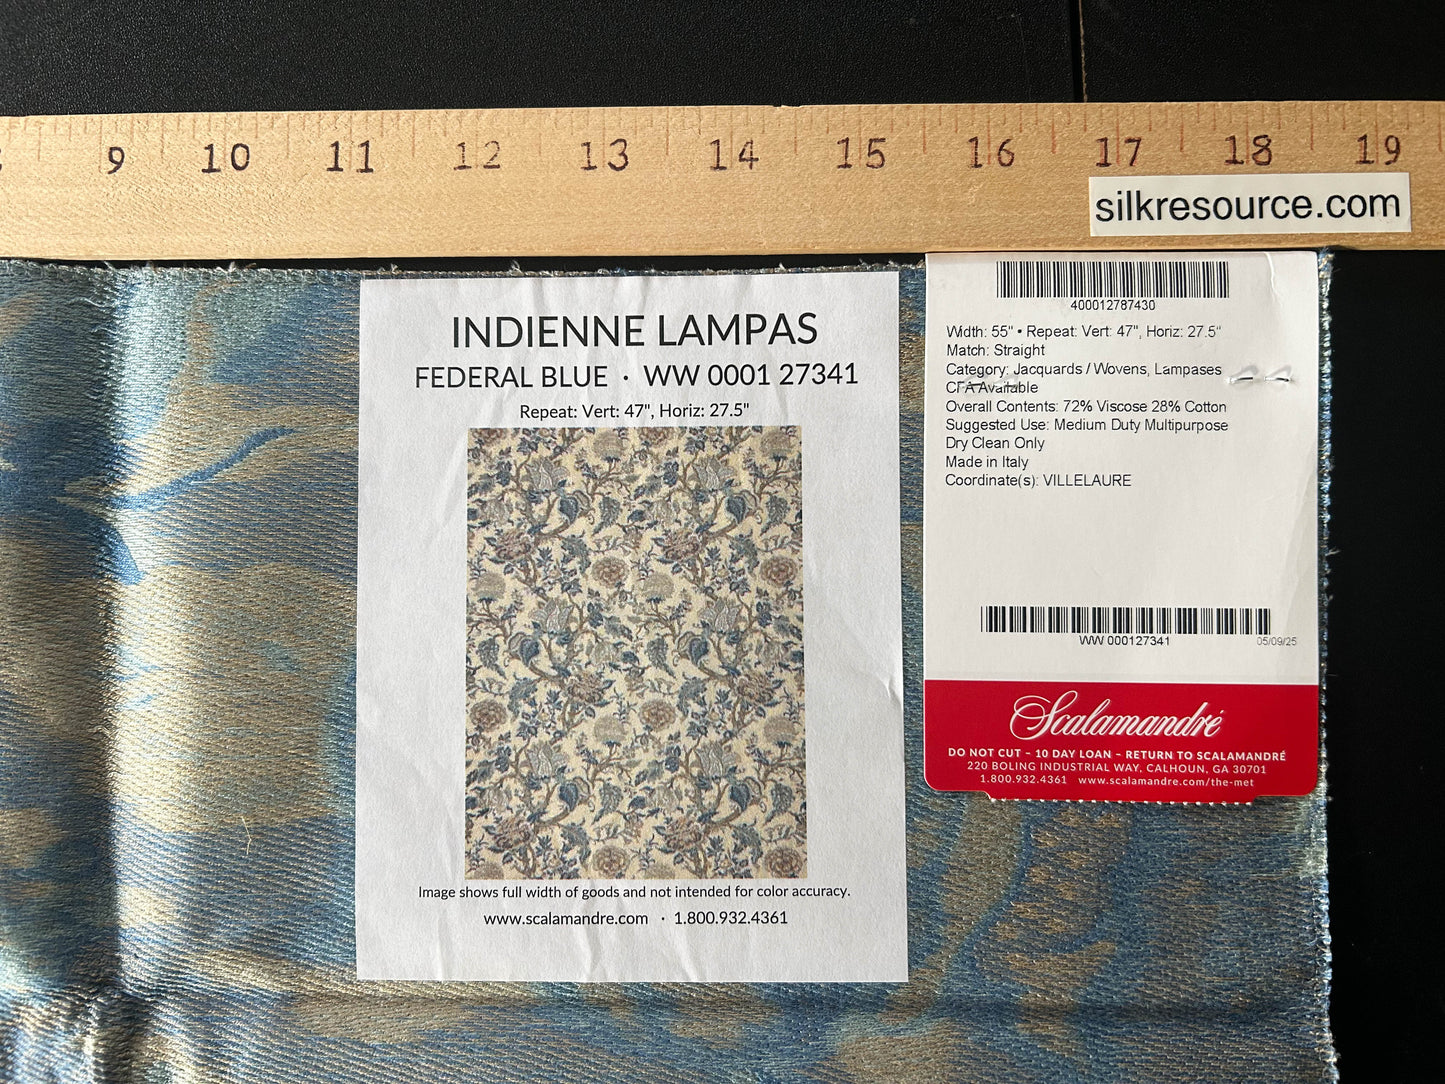 9 10 11 12 13 14 15 16 17 18 19
silkresource.com
INDIENNE LAMPAS
FEDERAL BLUE · WW 0001 27341
Repeat: Vert: 47", Horiz: 27.5"
Image shows full width of goods and not intended for color accuracy.
www.scalamandre.com · 1.800.932.4361
400012787430
Width: 55" • Repeat: Vert: 47", Horiz: 27.5"
Match: Straight
Category: Jacquards / Wovens, Lampases
CFA Available
Overall Contents: 72% Viscose 28% Cotton
Suggested Use: Medium Duty Multipurpose
Dry Clean Only
Made in Italy
Coordinate(s): VILLELAURE
WW 000127341
05/09/25
Scalamandré
DO NOT CUT – 10 DAY LOAN – RETURN TO SCALAMANDRÉ
220 BOLING INDUSTRIAL WAY, CALHOUN, GA 30701
1.800.932.4361 www.scalamandre.com/the-met